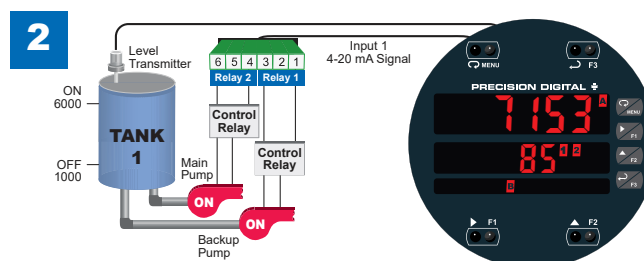 2
Level
Transmitter
6 5 4 3 2 1
Relay 2 Relay 1
Input 1
4-20 mA Signal
ON
6000
OFF
1000
TANK
1
Control
Relay
Control
Relay
Main
Pump
ON
ON
Backup
Pump
MENU
F3
PRECISION DIGITAL
7153 A
85 1 2
B
MENU
F1
F2
F3
F1
F2